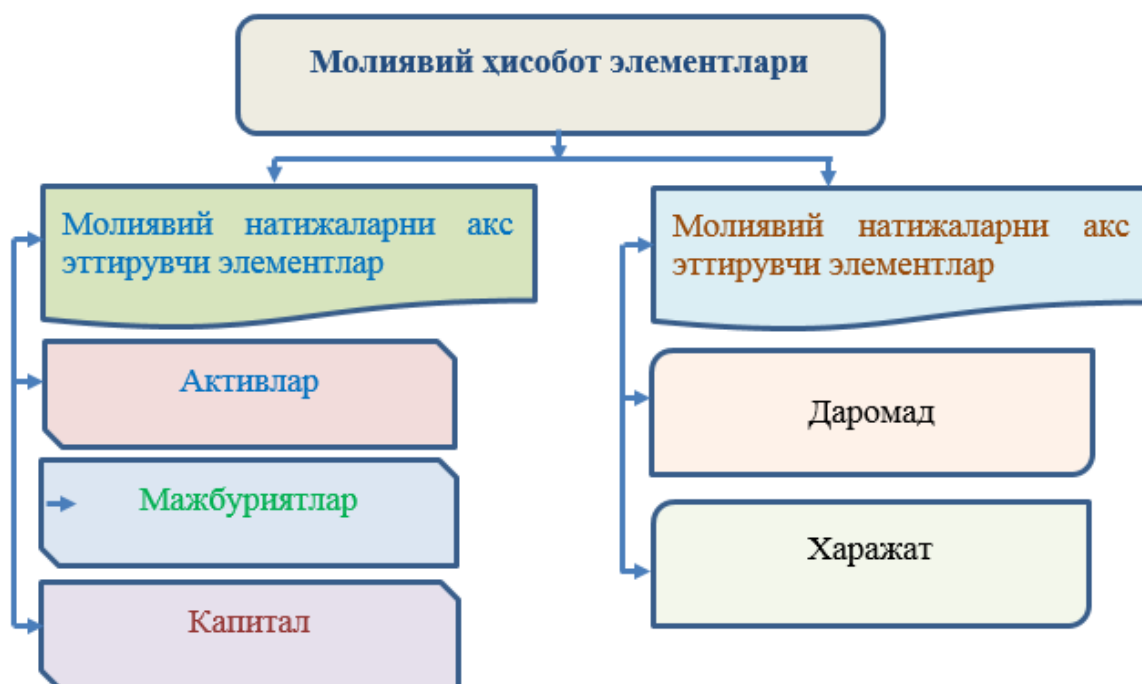 Молиявий ҳисобот элементлари
Молиявий натижаларни акс
эттирувчи элементлар
Активлар
Мажбуриятлар
Капитал
Молиявий натижаларни акс
эттирувчи элементлар
Даромад
Харажат